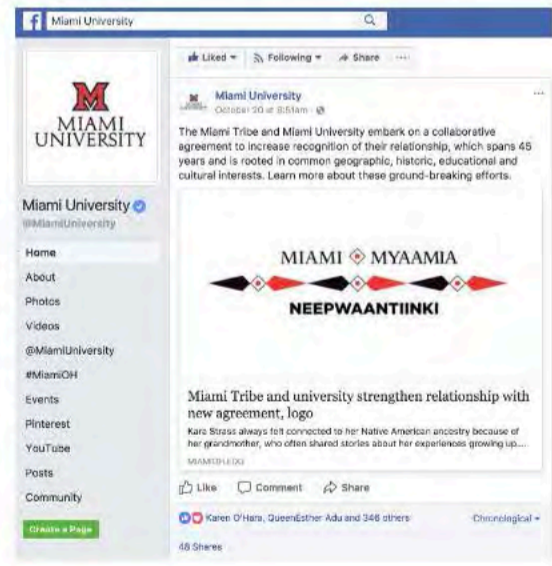 Miami University
Liked
Following
Share
M
MIAMI
UNIVERSITY
Miami University
October 20 at 8:51am
The Miami Tribe and Miami University embark on a collaborative
agreement to increase recognition of their relationship, which spans 45
years and is rooted in common geographic, historic, educational and
cultural interests. Learn more about these ground-breaking efforts.
Miami University
@MiamiUniversity
Home
About
Photos
Videos
@MiamiUniversity
#MiamiOH
Events
Pinterest
YouTube
Posts
Community
Create a Page
MIAMI MYAAMIA
NEEPWAANTIINKI
Miami Tribe and university strengthen relationship with
new agreement, logo
Kara Strass always felt connected to her Native American ancestry because of
her grandmother, who often shared stories about her experiences growing up....
MIAMIOH.EDU
Like
Comment
Share
Karen O'Hara, QueenEsther Adu and 346 others
Chronological
48 Shares